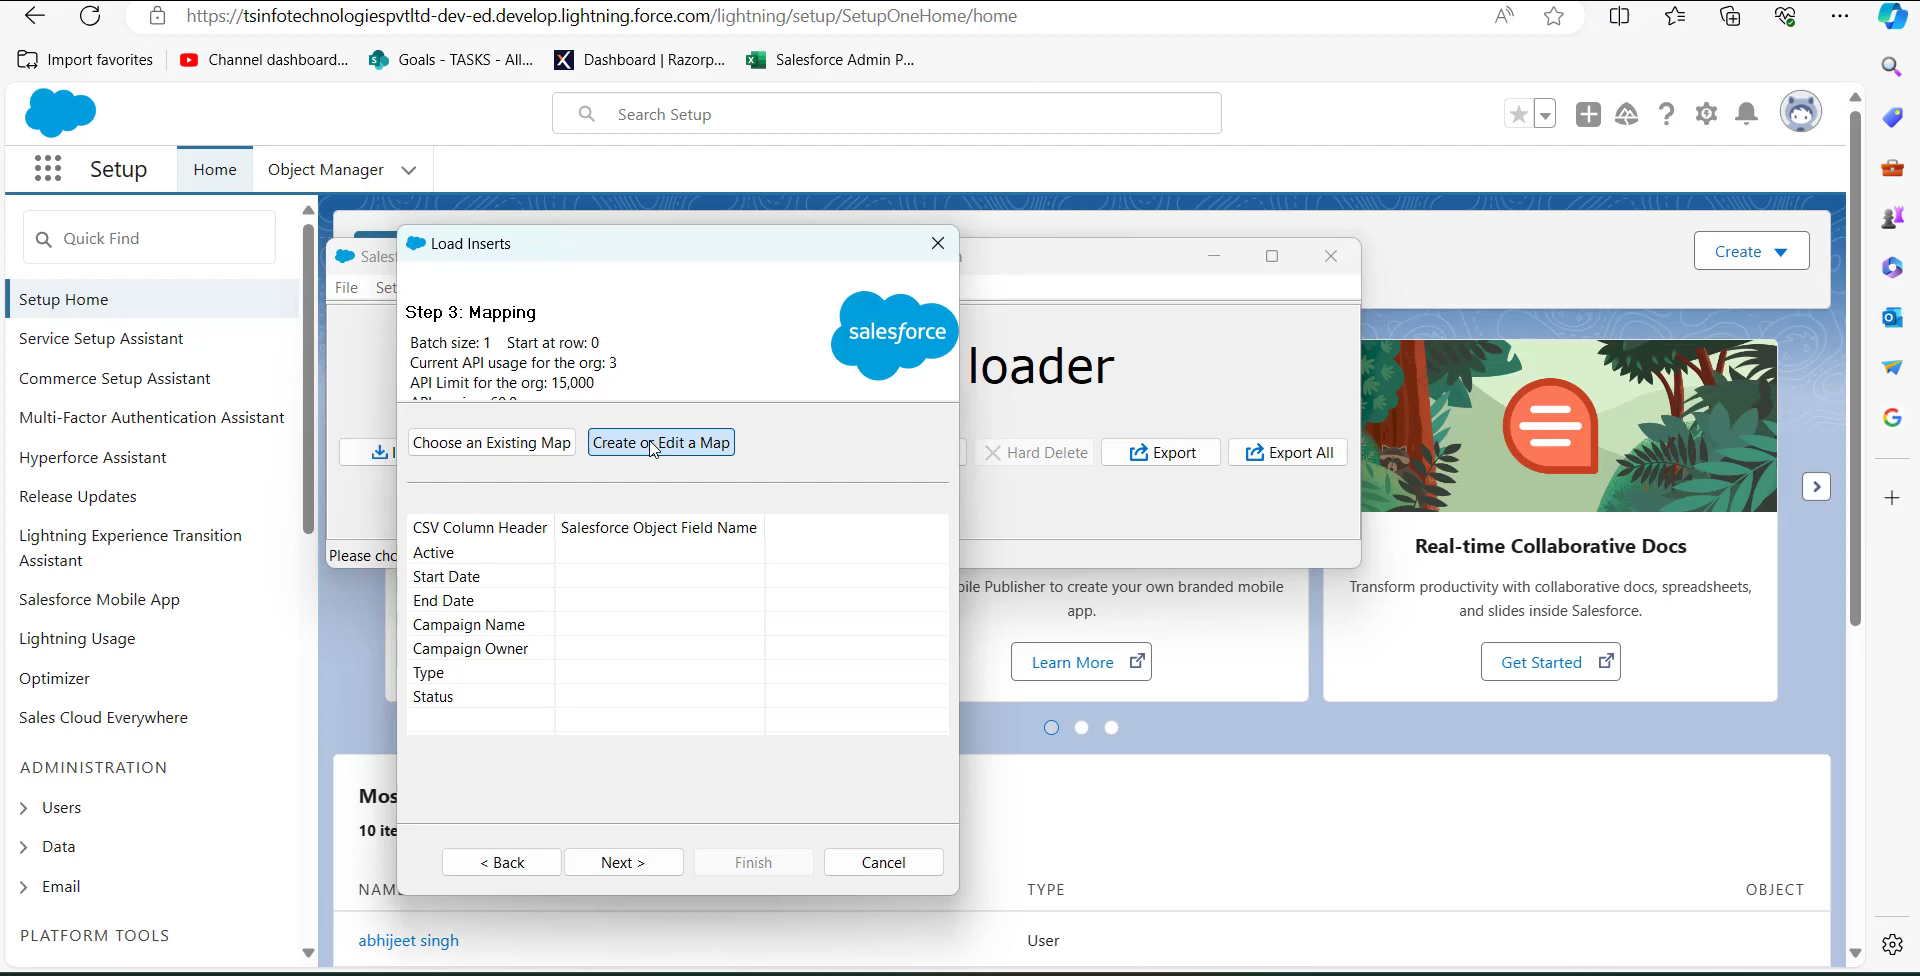 https://tsinfotechnologiespvtltd-dev-ed.develop.lightning.force.com/lightning/setup/SetupOneHome/home
Import favorites
Channel dashboard...
Goals - TASKS - All...
Dashboard | Razorp...
Salesforce Admin P...
Search Setup
Setup
Home
Object Manager
Quick Find
Create
Setup Home
Service Setup Assistant
Commerce Setup Assistant
Multi-Factor Authentication Assistant
Hyperforce Assistant
Release Updates
Lightning Experience Transition
Assistant
Salesforce Mobile App
Lightning Usage
Optimizer
Sales Cloud Everywhere
ADMINISTRATION
Users
Data
Email
PLATFORM TOOLS
Sales
File
Set
loader
Hard Delete
Export
Export All
Please cho
Load Inserts
Step 3: Mapping
Batch size: 1 Start at row: 0
Current API usage for the org: 3
API Limit for the org: 15,000
salesforce
Choose an Existing Map
Create or Edit a Map
CSV Column Header
Salesforce Object Field Name
Active
Start Date
End Date
Campaign Name
Campaign Owner
Type
Status
< Back
Next >
Finish
Cancel
bile Publisher to create your own branded mobile
app.
Learn More
Real-time Collaborative Docs
Transform productivity with collaborative docs, spreadsheets,
and slides inside Salesforce.
Get Started
Mos
10 ite
NAM
TYPE
OBJECT
abhijeet singh
User